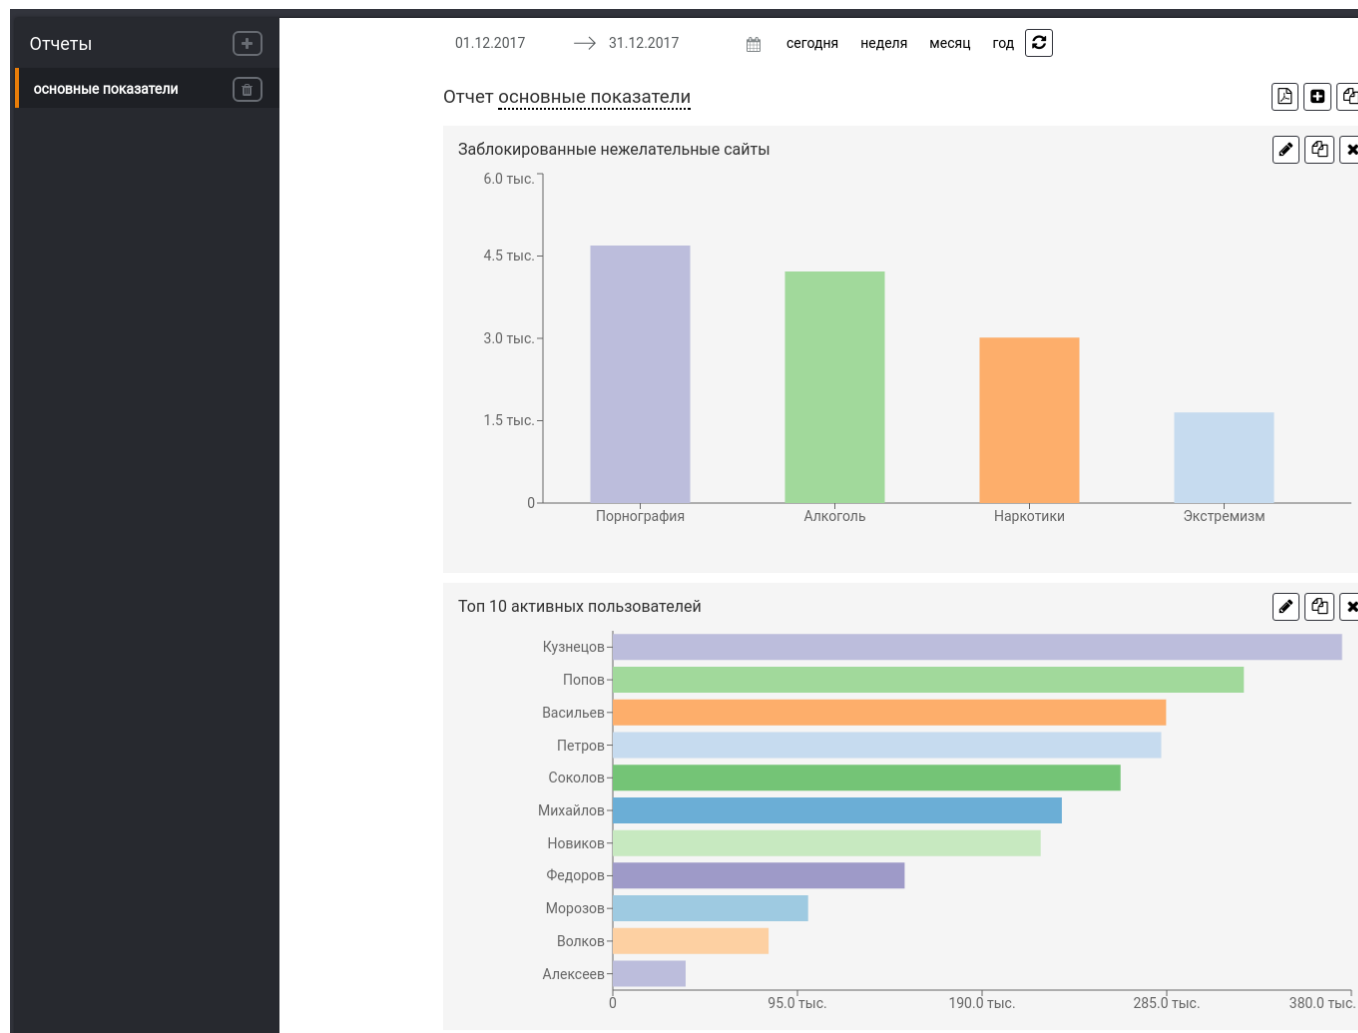 Отчеты
основные показатели
01.12.2017 31.12.2017 сегодня неделя месяц год
Отчет основные показатели
Заблокированные нежелательные сайты
6.0 тыс.
4.5 тыс.
3.0 тыс.
1.5 тыс.
0
Порнография Алкоголь Наркотики Экстремизм
Топ 10 активных пользователей
Кузнецов
Попов
Васильев
Петров
Соколов
Михайлов
Новиков
Федоров
Морозов
Волков
Алексеев
0 95.0 тыс. 190.0 тыс. 285.0 тыс. 380.0 тыс.